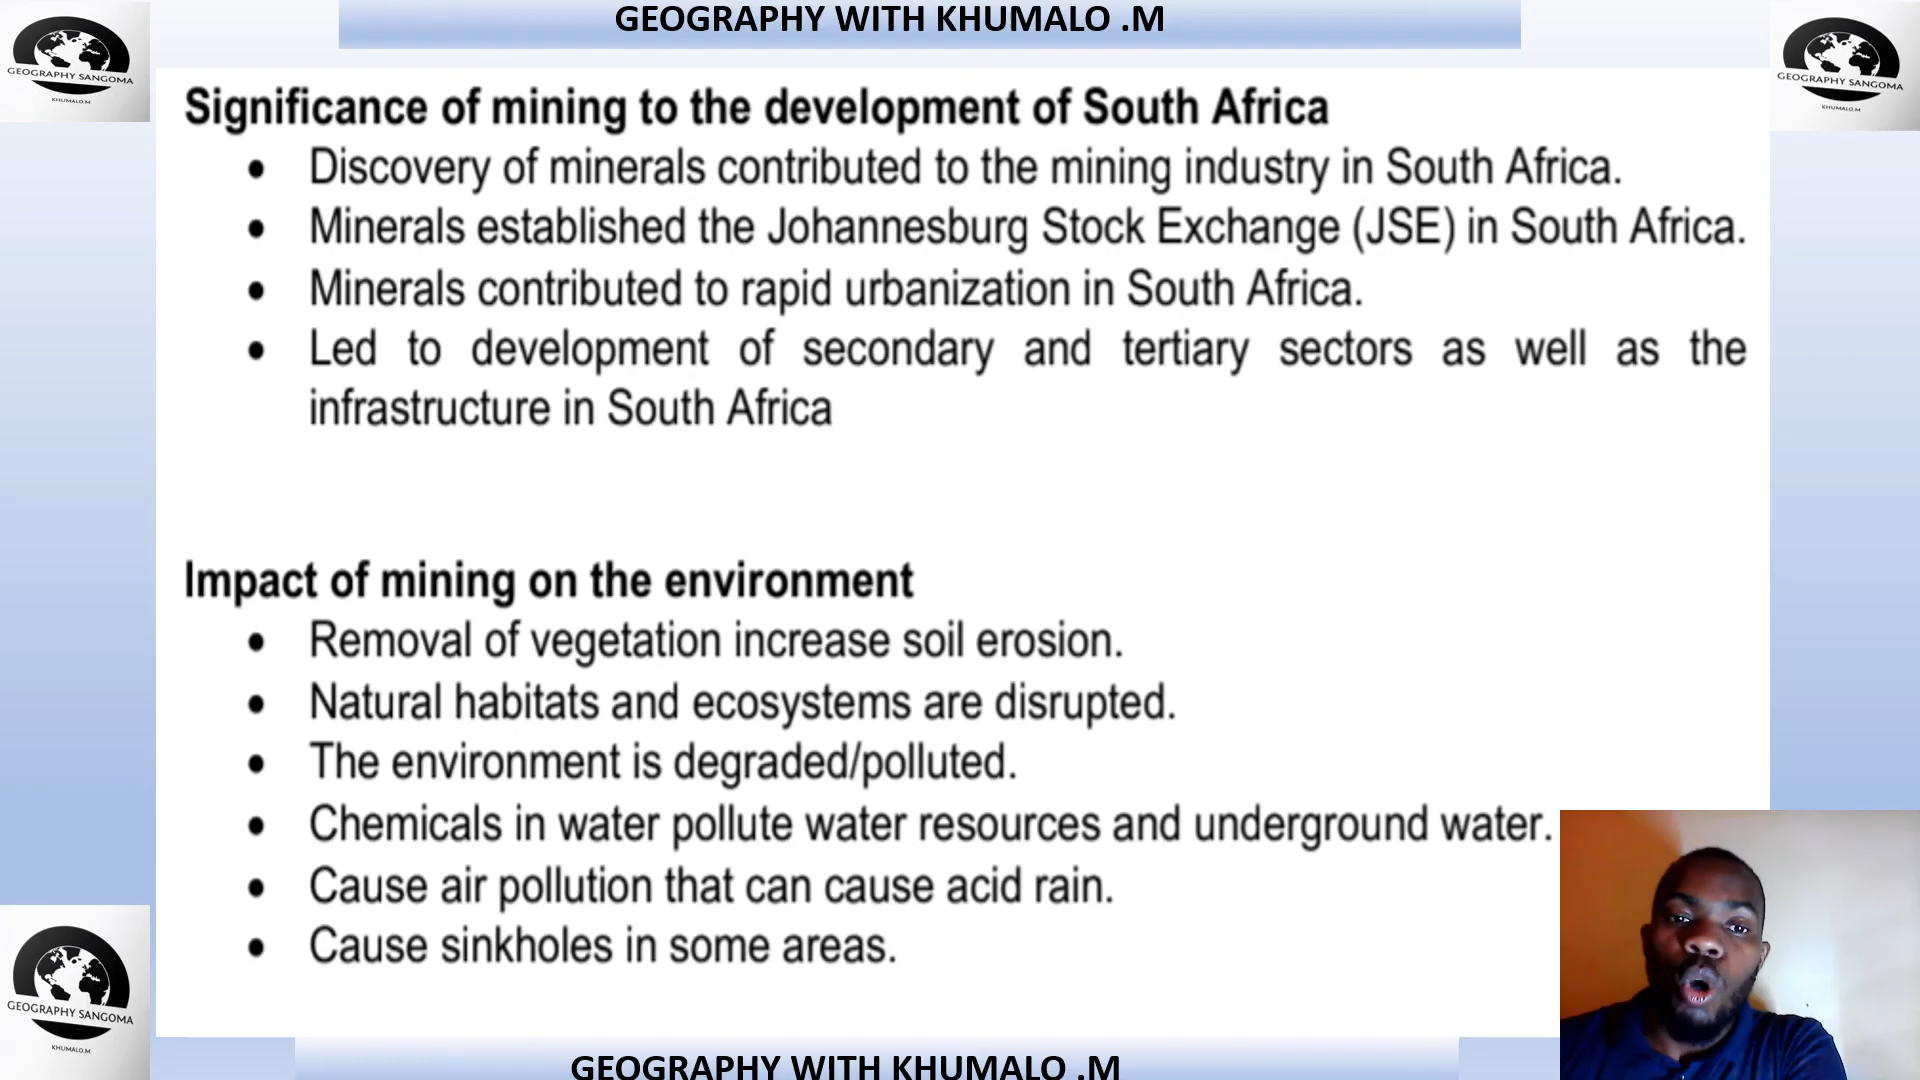 GEOGRAPHY WITH KHUMALO .M
GEOGRAPHY SANGOMA
KHUMALO.M
GEOGRAPHY SANGOMA
KHUMALO.M
Significance of mining to the development of South Africa
• Discovery of minerals contributed to the mining industry in South Africa.
• Minerals established the Johannesburg Stock Exchange (JSE) in South Africa.
• Minerals contributed to rapid urbanization in South Africa.
• Led to development of secondary and tertiary sectors as well as the
infrastructure in South Africa
Impact of mining on the environment
• Removal of vegetation increase soil erosion.
• Natural habitats and ecosystems are disrupted.
• The environment is degraded/polluted.
• Chemicals in water pollute water resources and underground water.
• Cause air pollution that can cause acid rain.
• Cause sinkholes in some areas.
GEOGRAPHY SANGOMA
KHUMALO.M
GEOGRAPHY WITH KHUMALO .M